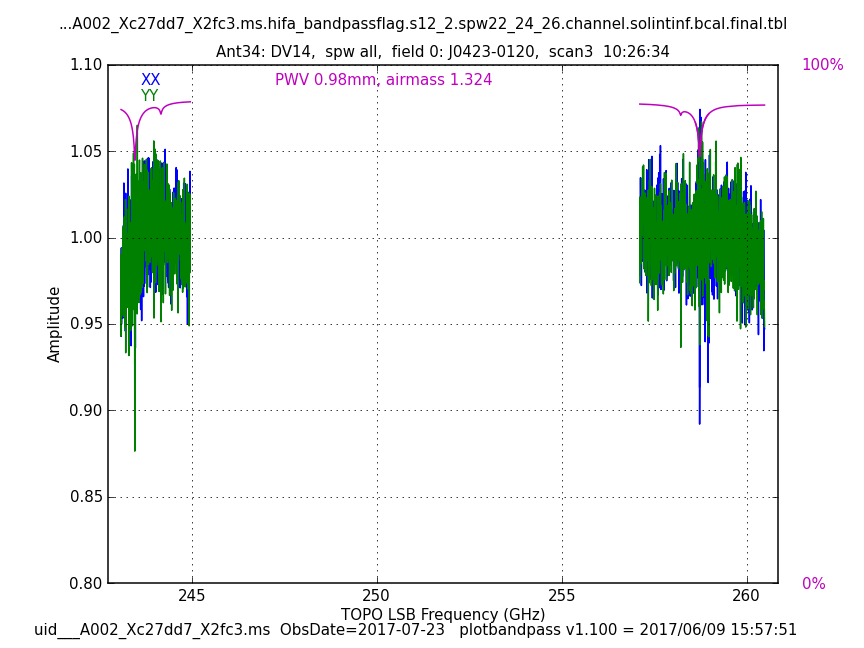 ...A002_Xc27dd7_X2fc3.ms.hifa_bandpassflag.s12_2.spw22_24_26.channel.solintinf.bcal.final.tbl
Ant34: DV14,  spw all,  field 0: J0423-0120,  scan3  10:26:34
1.10
XX
PWV 0.98mm, airmass 1.324
100%
YY
1.05
1.00
0.95
Amplitude
0.90
0.85
0.80
0%
245
250
255
260
TOPO LSB Frequency (GHz)
uid___A002_Xc27dd7_X2fc3.ms  ObsDate=2017-07-23   plotbandpass v1.100 = 2017/06/09 15:57:51